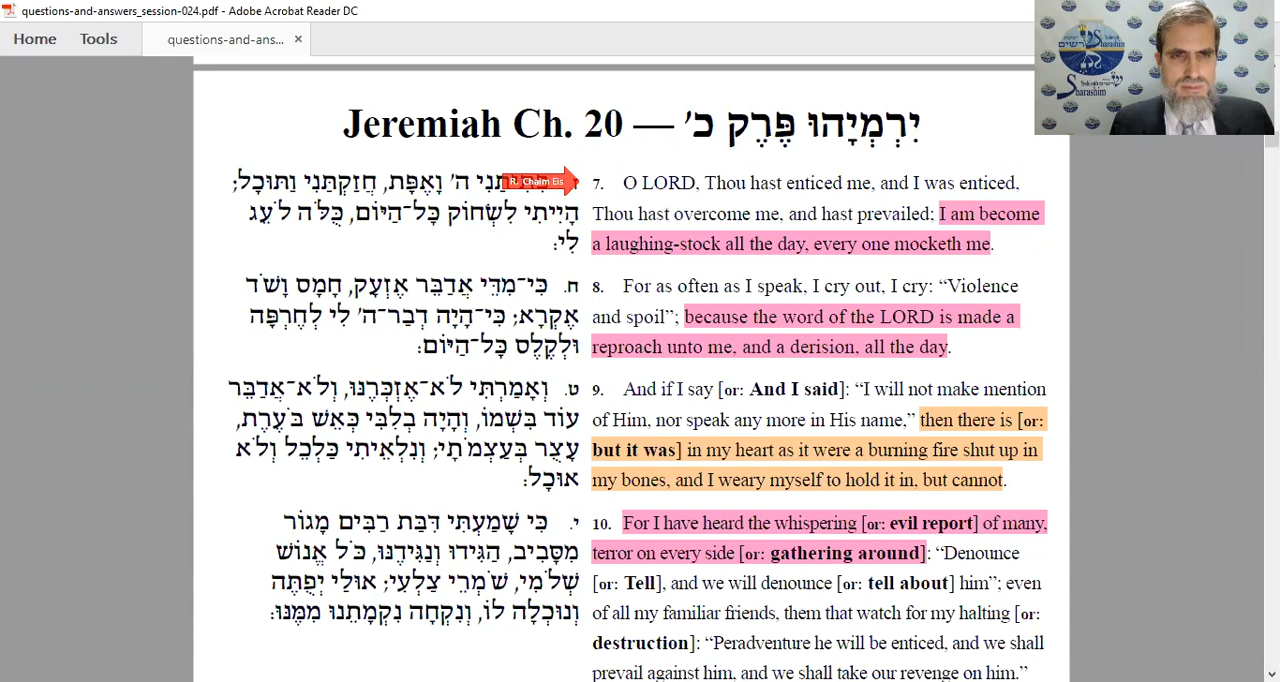 questions-and-answers_session-024.pdf - Adobe Acrobat Reader DC
Home Tools questions-and-ans... ×
Sharashim
שרשים
Sharashim
Jeremiah Ch. 20 — יִרְמְיָהוּ פֶּרֶק כ׳
R. Chaim Eis
ה׳ וָאֶפָּת, חֲזַקְתַּנִי וַתּוּכָל;
הָיִיתִי לִשְׂחוֹק כָּל־הַיּוֹם, כֻּלֹּה לֹעֵג
לִי:
7. O LORD, Thou hast enticed me, and I was enticed,
Thou hast overcome me, and hast prevailed; I am become
a laughing-stock all the day, every one mocketh me.
ח. כִּי־מִדֵּי אֲדַבֵּר אֶזְעָק, חָמָס וָשֹׁד
אֶקְרָא; כִּי־הָיָה דְבַר־ה׳ לִי לְחֶרְפָּה
וּלְקֶלֶס כָּל־הַיּוֹם:
8. For as often as I speak, I cry out, I cry: “Violence
and spoil”; because the word of the LORD is made a
reproach unto me, and a derision, all the day.
ט. וְאָמַרְתִּי לֹא־אֶזְכְּרֶנּוּ, וְלֹא־אֲדַבֵּר
עוֹד בִּשְׁמוֹ, וְהָיָה בְלִבִּי כְּאֵשׁ בֹּעֶרֶת,
עָצֻר בְּעַצְמֹתָי; וְנִלְאֵיתִי כַּלְכֵל וְלֹא
אוּכָל:
9. And if I say [or: And I said]: “I will not make mention
of Him, nor speak any more in His name,” then there is [or:
but it was] in my heart as it were a burning fire shut up in
my bones, and I weary myself to hold it in, but cannot.
י. כִּי שָׁמַעְתִּי דִּבַּת רַבִּים מָגוֹר
מִסָּבִיב, הַגִּידוּ וְנַגִּידֶנּוּ, כֹּל אֱנוֹשׁ
שְׁלוֹמִי, שֹׁמְרֵי צַלְעִי; אוּלַי יְפֻתֶּה
וְנוּכְלָה לוֹ, וְנִקְחָה נִקְמָתֵנוּ מִמֶּנּוּ:
10. For I have heard the whispering [or: evil report] of many,
terror on every side [or: gathering around]: “Denounce
[or: Tell], and we will denounce [or: tell about] him”; even
of all my familiar friends, them that watch for my halting [or:
destruction]: “Peradventure he will be enticed, and we shall
prevail against him, and we shall take our revenge on him.”